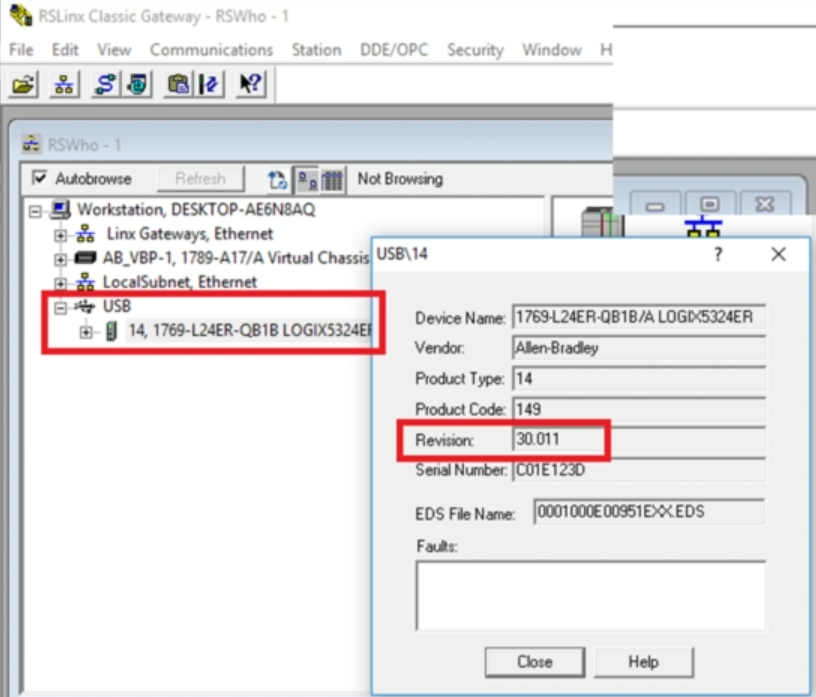 RSLinx Classic Gateway - RSWho - 1
File Edit View Communications Station DDE/OPC Security Window H
RSWho - 1
Autobrowse Refresh Not Browsing
Workstation, DESKTOP-AE6N8AQ
Linx Gateways, Ethernet
AB_VBP-1, 1789-A17/A Virtual Chassis
LocalSubnet, Ethernet
USB
14, 1769-L24ER-QB1B LOGIX5324ER
USB\14
Device Name: 1769-L24ER-QB1B/A LOGIX5324ER
Vendor: Allen-Bradley
Product Type: 14
Product Code: 149
Revision: 30.011
Serial Number: C01E123D
EDS File Name: 0001000E00951EXX.EDS
Faults:
Close Help